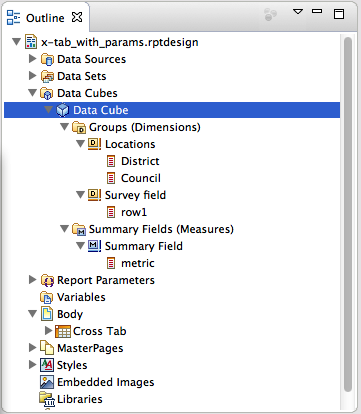 Outline
x-tab_with_params.rptdesign
Data Sources
Data Sets
Data Cubes
Data Cube
Groups (Dimensions)
Locations
District
Council
Survey field
row1
Summary Fields (Measures)
Summary Field
metric
Report Parameters
Variables
Body
Cross Tab
MasterPages
Styles
Embedded Images
Libraries